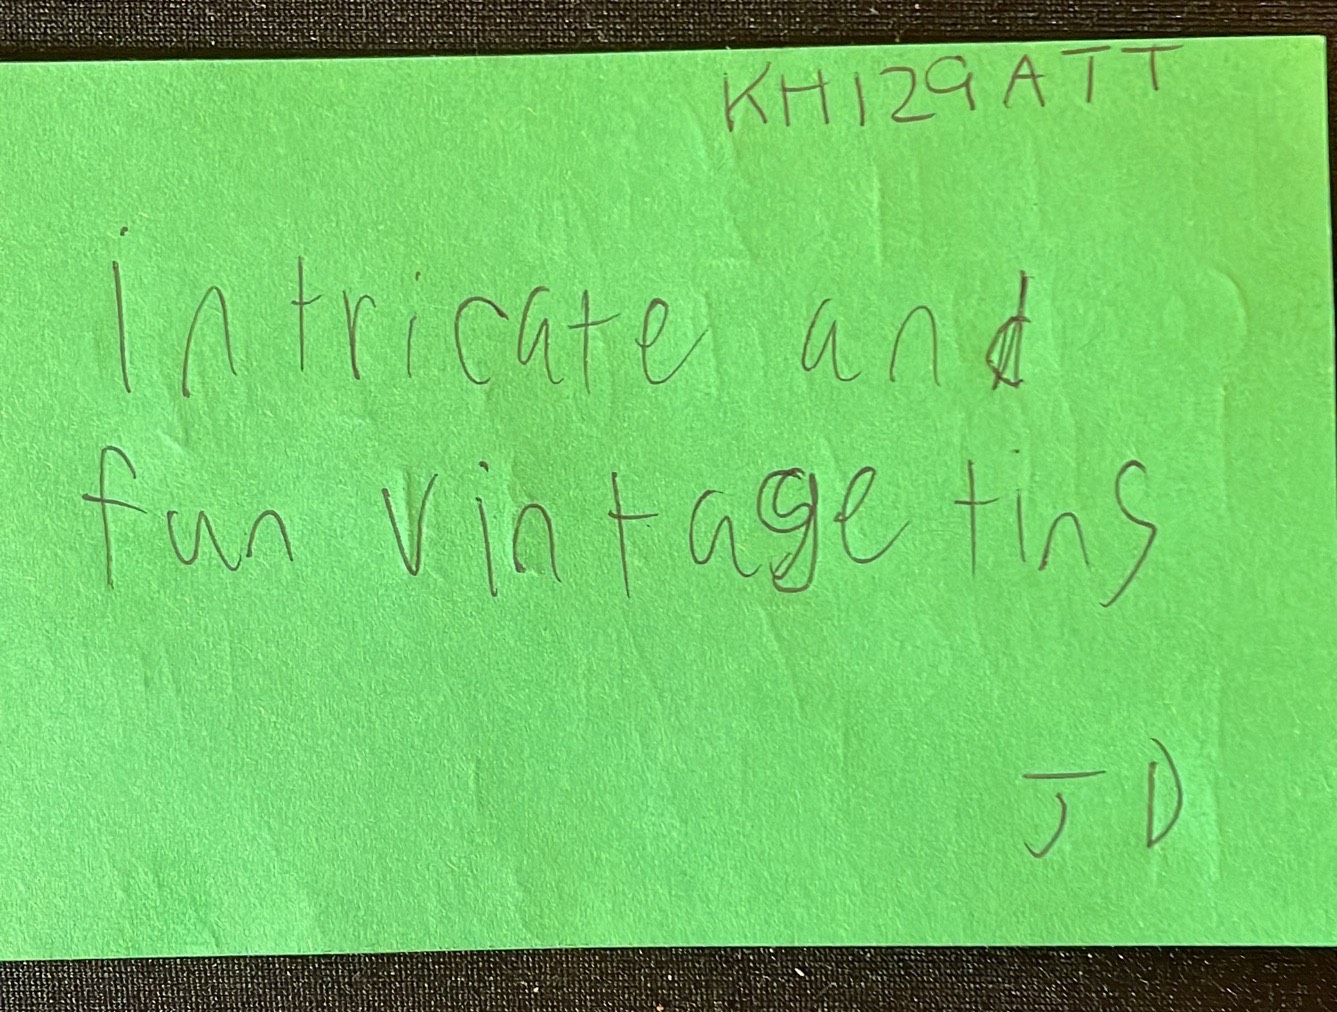 KH129ATT
intricate and
fun vintage tins
JD